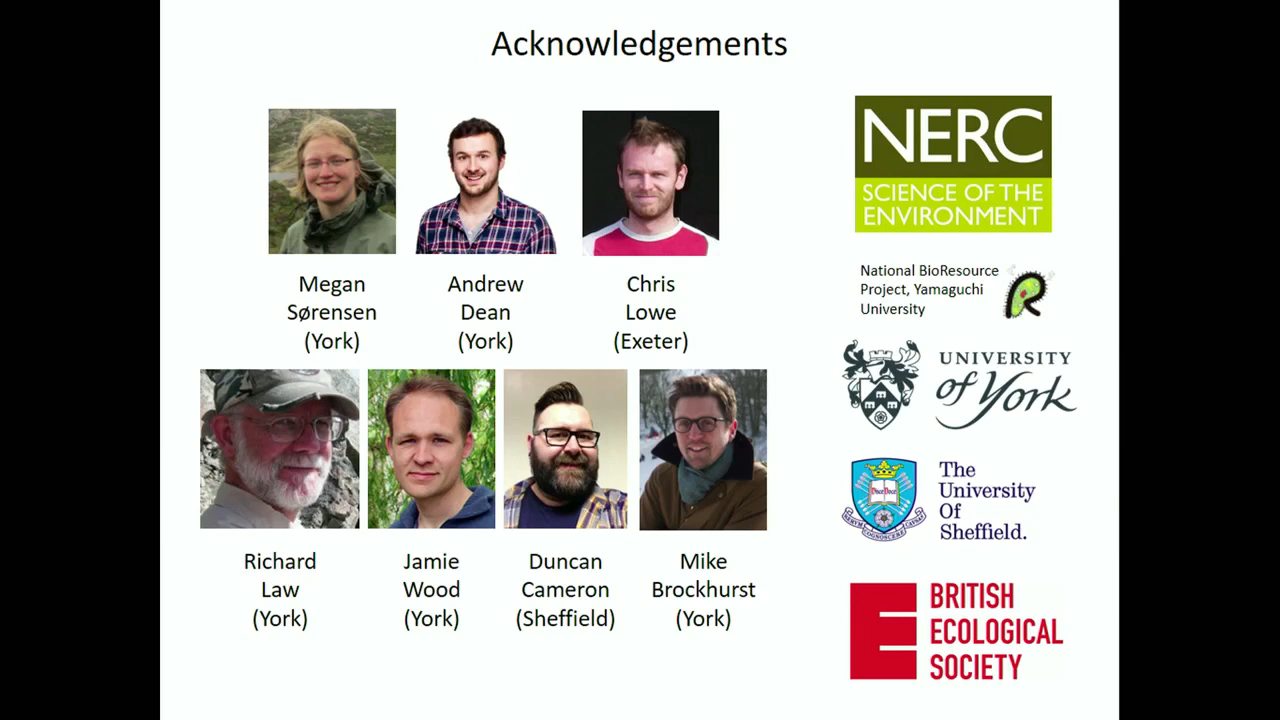 Acknowledgements
Megan
Sørensen
(York)
Andrew
Dean
(York)
Chris
Lowe
(Exeter)
Richard
Law
(York)
Jamie
Wood
(York)
Duncan
Cameron
(Sheffield)
Mike
Brockhurst
(York)
NERC
SCIENCE OF THE
ENVIRONMENT
National BioResource
Project, Yamaguchi
University
UNIVERSITY
of York
The
University
Of
Sheffield.
BRITISH
ECOLOGICAL
SOCIETY